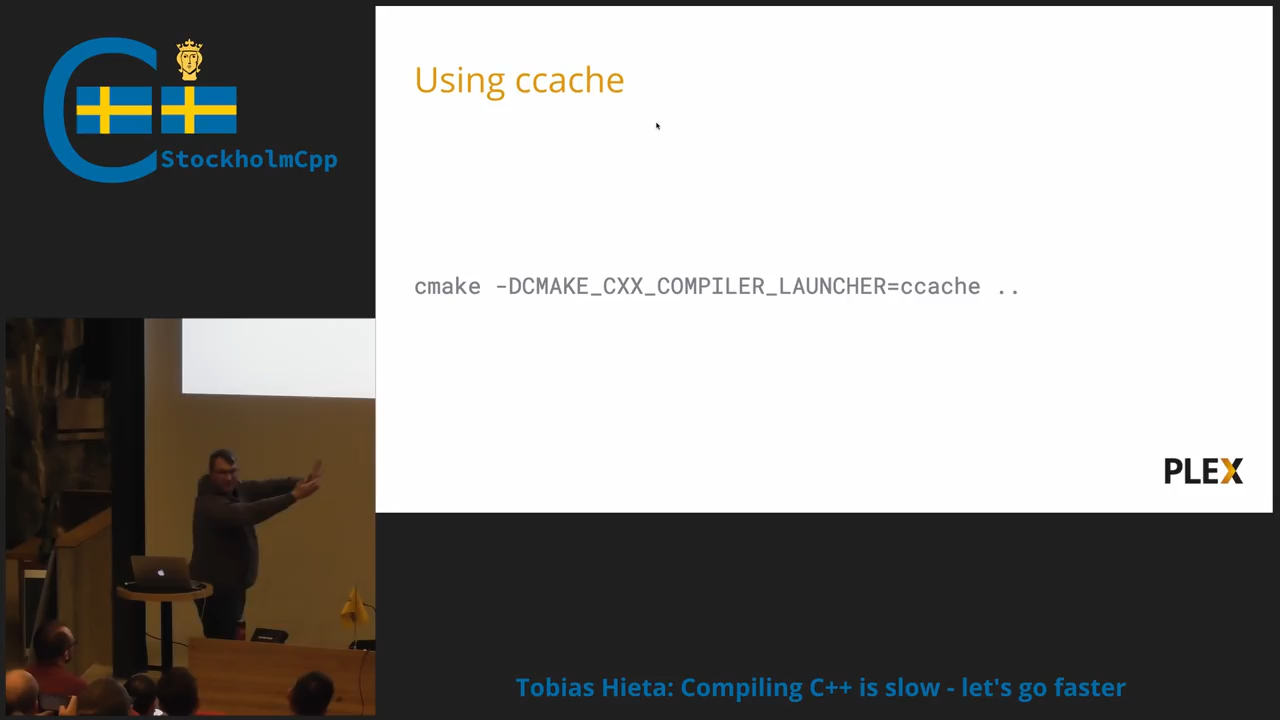 StockholmCpp
Using ccache
cmake -DCMAKE_CXX_COMPILER_LAUNCHER=ccache ..
PLEX
Tobias Hieta: Compiling C++ is slow - let's go faster